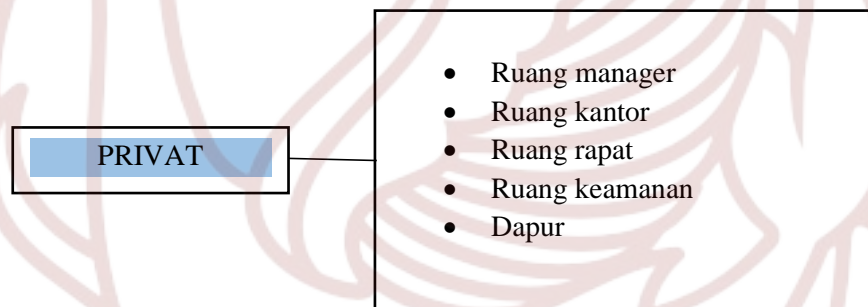 PRIVAT
• Ruang manager
• Ruang kantor
• Ruang rapat
• Ruang keamanan
• Dapur